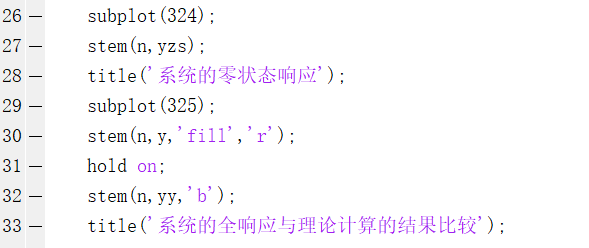 26 — subplot(324);
27 — stem(n,yzs);
28 — title('系统的零状态响应');
29 — subplot(325);
30 — stem(n,y,'fill','r');
31 — hold on;
32 — stem(n,yy,'b');
33 — title('系统的全响应与理论计算的结果比较');